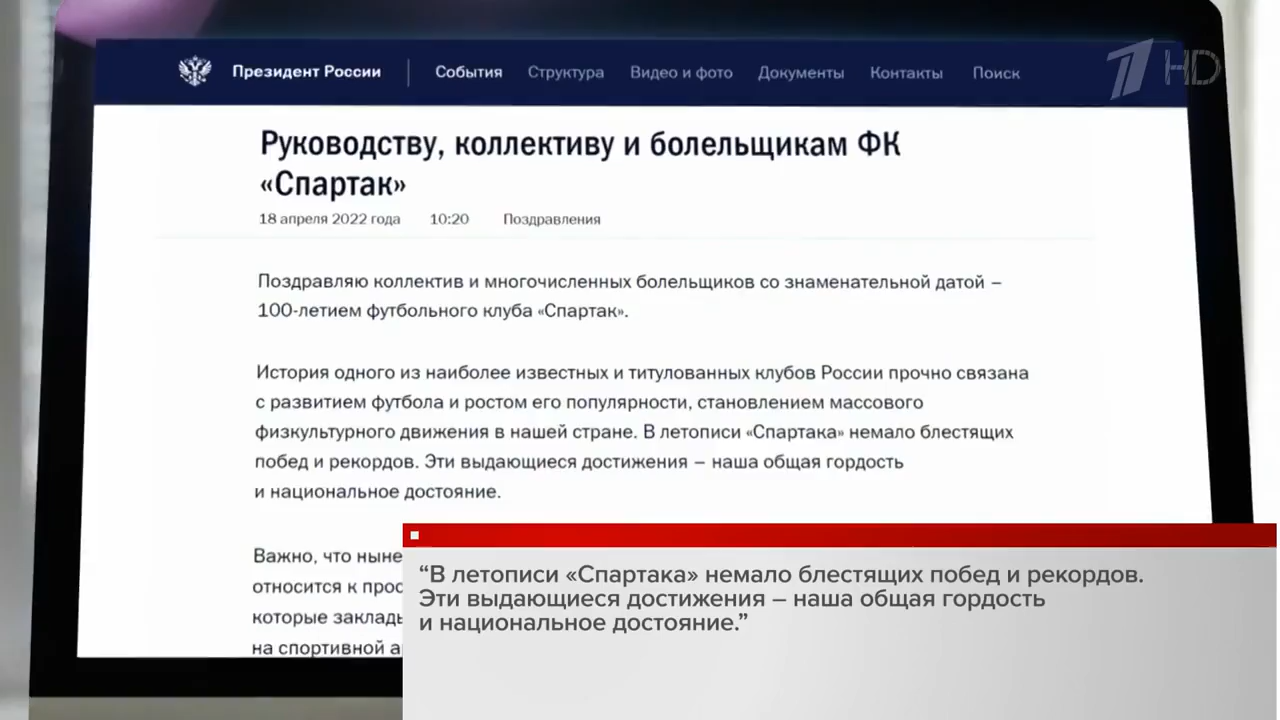 Президент России
События
Структура
Видео и фото
Документы
Контакты
Поиск
1 HD
Руководству, коллективу и болельщикам ФК
«Спартак»
18 апреля 2022 года 10:20 Поздравления
Поздравляю коллектив и многочисленных болельщиков со знаменательной датой –
100-летием футбольного клуба «Спартак».
История одного из наиболее известных и титулованных клубов России прочно связана
с развитием футбола и ростом его популярности, становлением массового
физкультурного движения в нашей стране. В летописи «Спартака» немало блестящих
побед и рекордов. Эти выдающиеся достижения – наша общая гордость
и национальное достояние.
Важно, что ныне
относится к прос
которые заклады
на спортивной а
“В летописи «Спартака» немало блестящих побед и рекордов.
Эти выдающиеся достижения – наша общая гордость
и национальное достояние.”